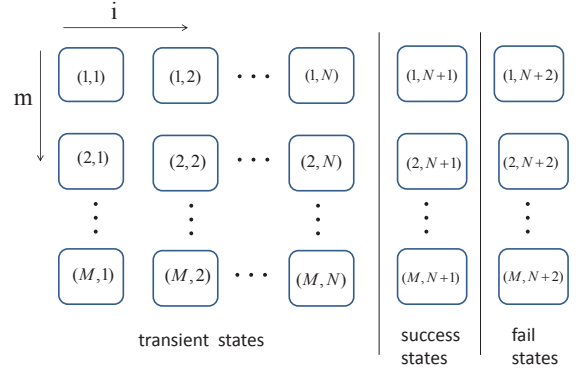 i
m
(1,1) (1,2) ··· (1,N) (1,N+1) (1,N+2)
(2,1) (2,2) ··· (2,N) (2,N+1) (2,N+2)
⋮ ⋮ ⋮ ⋮ ⋮
(M,1) (M,2) ··· (M,N) (M,N+1) (M,N+2)
transient states
success
states
fail
states